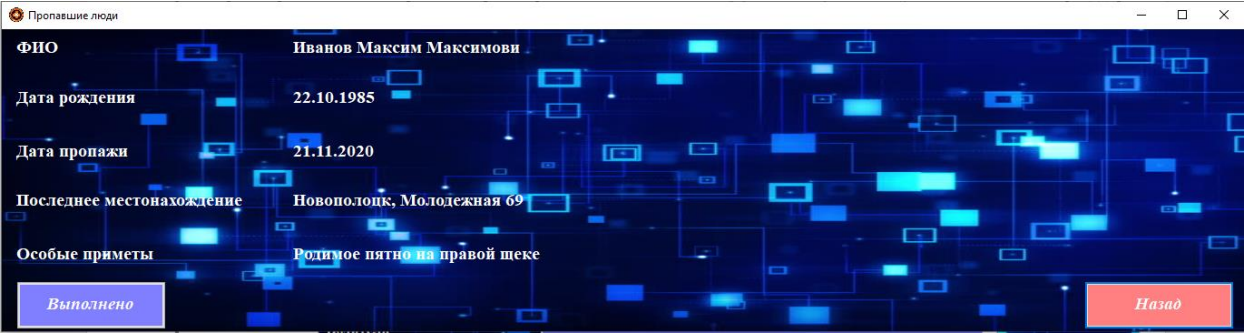 Пропавшие люди
ФИО Иванов Максим Максимови
Дата рождения 22.10.1985
Дата пропажи 21.11.2020
Последнее местонахождение Новополоцк, Молодежная 69
Особые приметы Родимое пятно на правой щеке
Выполнено Назад